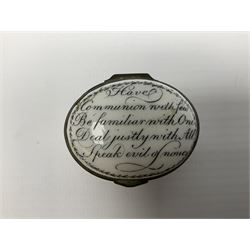 Have
Communion with few
Be familiar with One
Deal justly with All
Speak evil of none